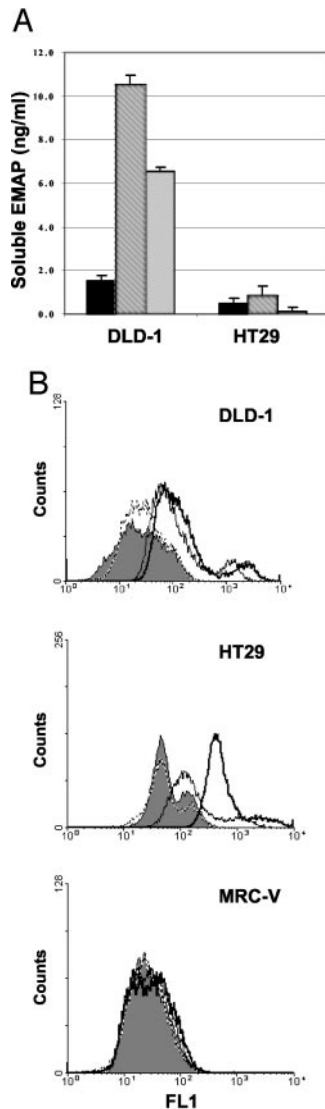 A
Soluble EMAP (ng/ml)
12.0
10.0
8.0
6.0
4.0
2.0
0.0
DLD-1 HT29
B
DLD-1
Counts
128
0
10⁰ 10¹ 10² 10³ 10⁴
HT29
Counts
256
0
10⁰ 10¹ 10² 10³ 10⁴
MRC-V
Counts
128
0
10⁰ 10¹ 10² 10³ 10⁴
FL1